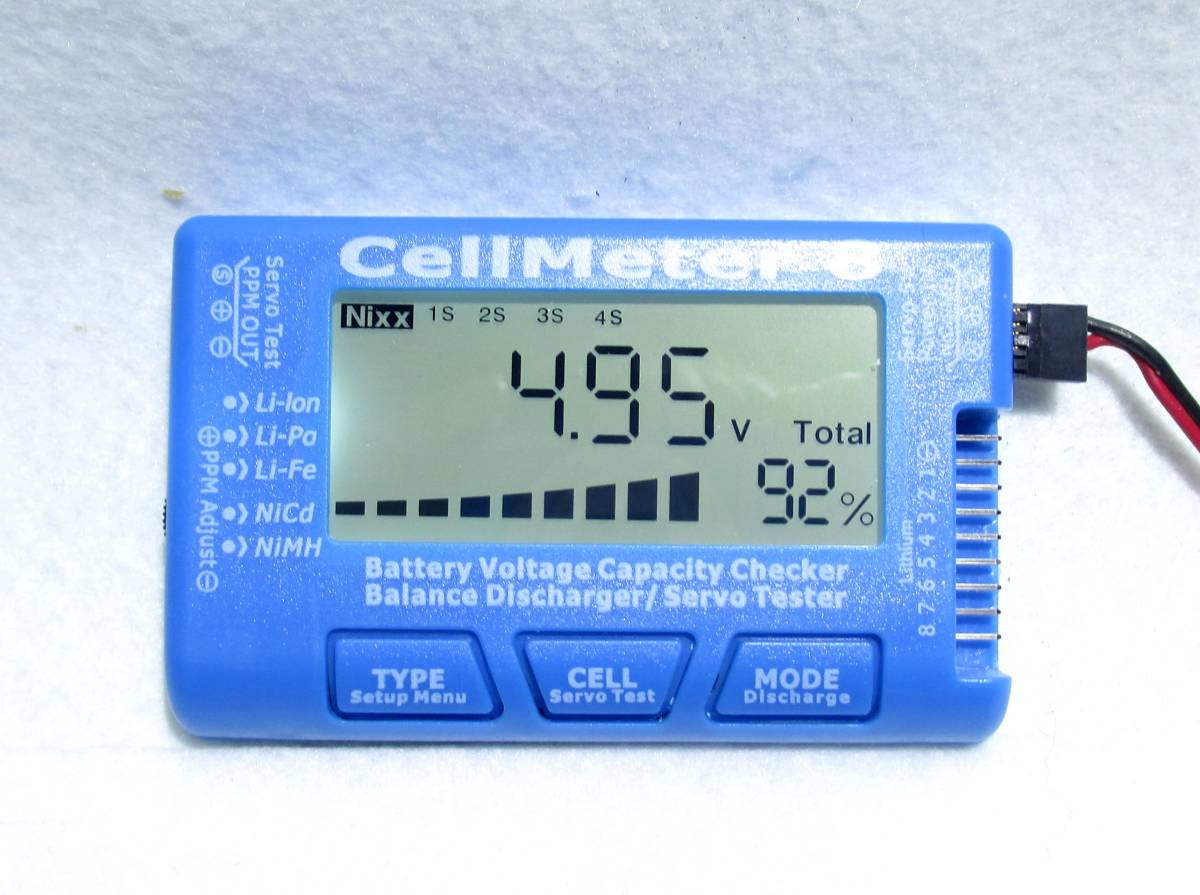 CellMeter 8
Servo Test
PPM OUT
Nixx 1S 2S 3S 4S
4.95 V Total
92 %
Li-Ion
Li-Po
Li-Fe
NiCd
NiMH
PPM Adjust
Lithium
8 7 6 5 4 3 2 1
Battery Voltage Capacity Checker
Balance Discharger/ Servo Tester
TYPE
Setup Menu
CELL
Servo Test
MODE
Discharge